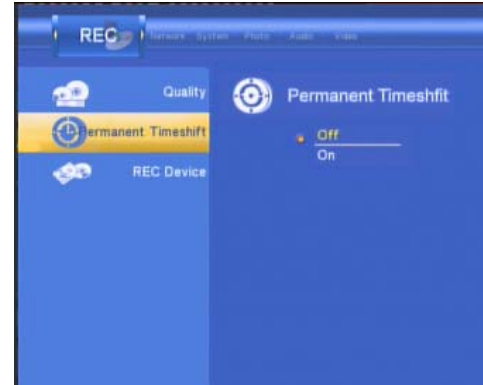 REC Network System Photo Audio Video
Quality
Permanent Timeshfit
ermanent Timeshift
Off
On
REC Device